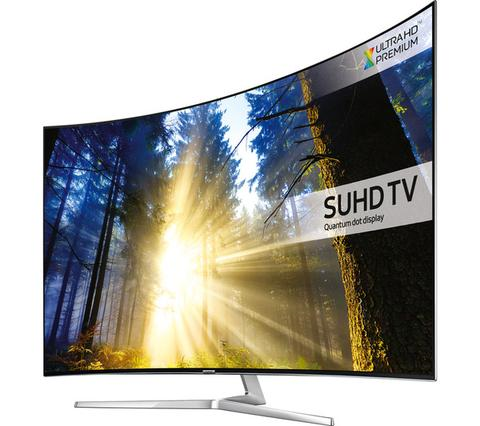 ULTRA HD
PREMIUM
SUHD TV
Quantum dot display